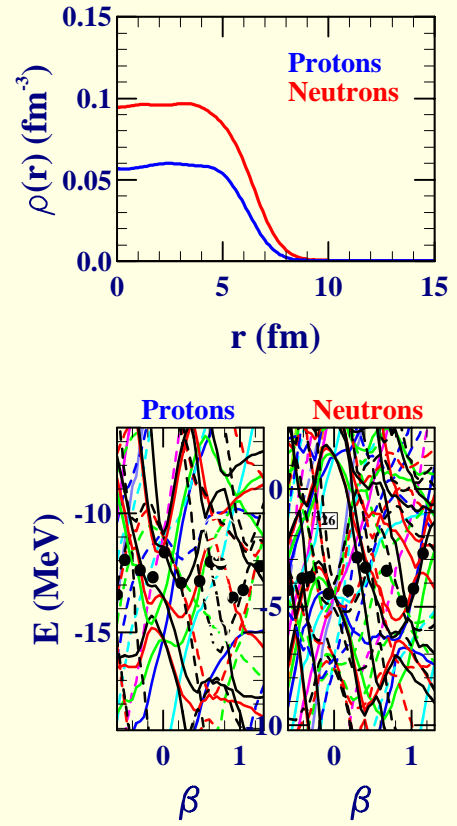 0.15
Protons
Neutrons
0.1
0.05
0.0
ρ(r) (fm⁻³)
0 5 10 15
r (fm)
Protons Neutrons
-10
-15
E (MeV)
0
-5
-10
0 1 0 1
β β